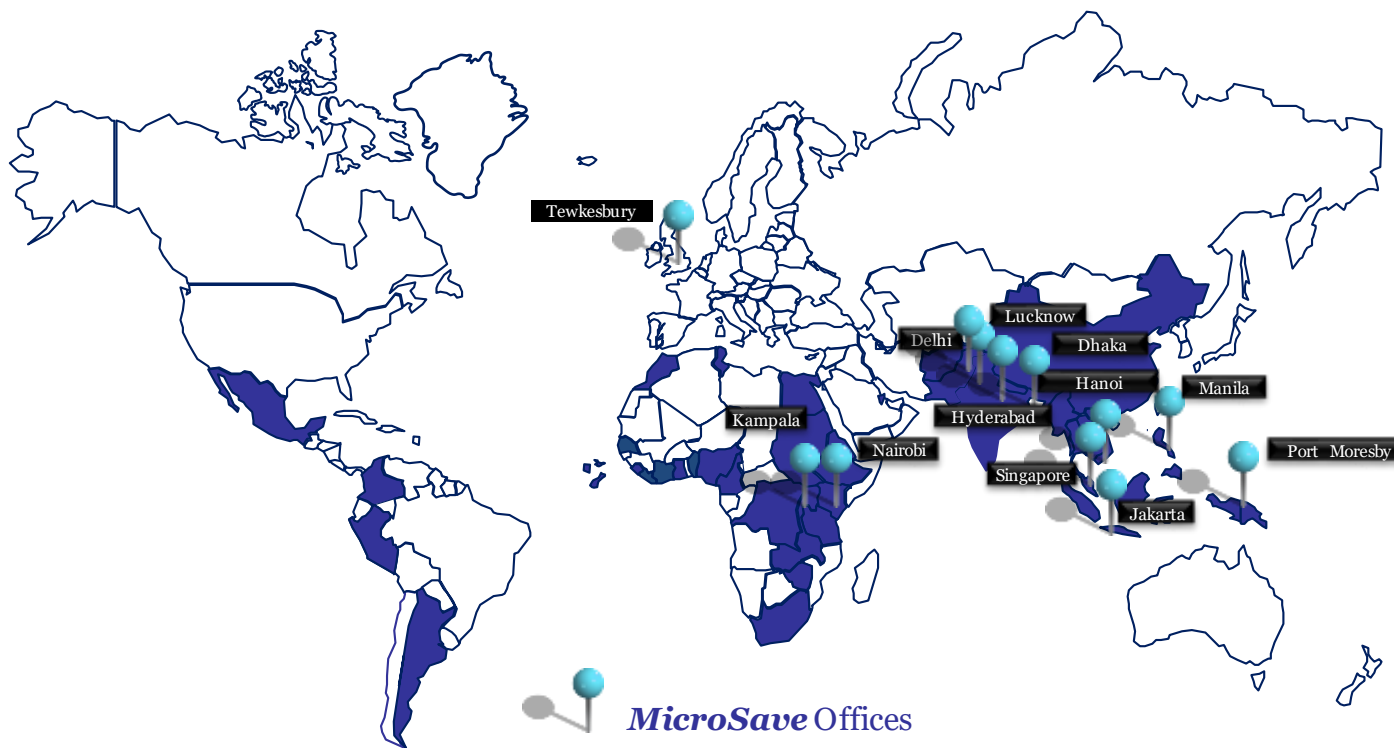 Tewkesbury
Lucknow
Delhi
Dhaka
Hanoi
Manila
Kampala
Hyderabad
Nairobi
Port Moresby
Singapore
Jakarta
MicroSave Offices